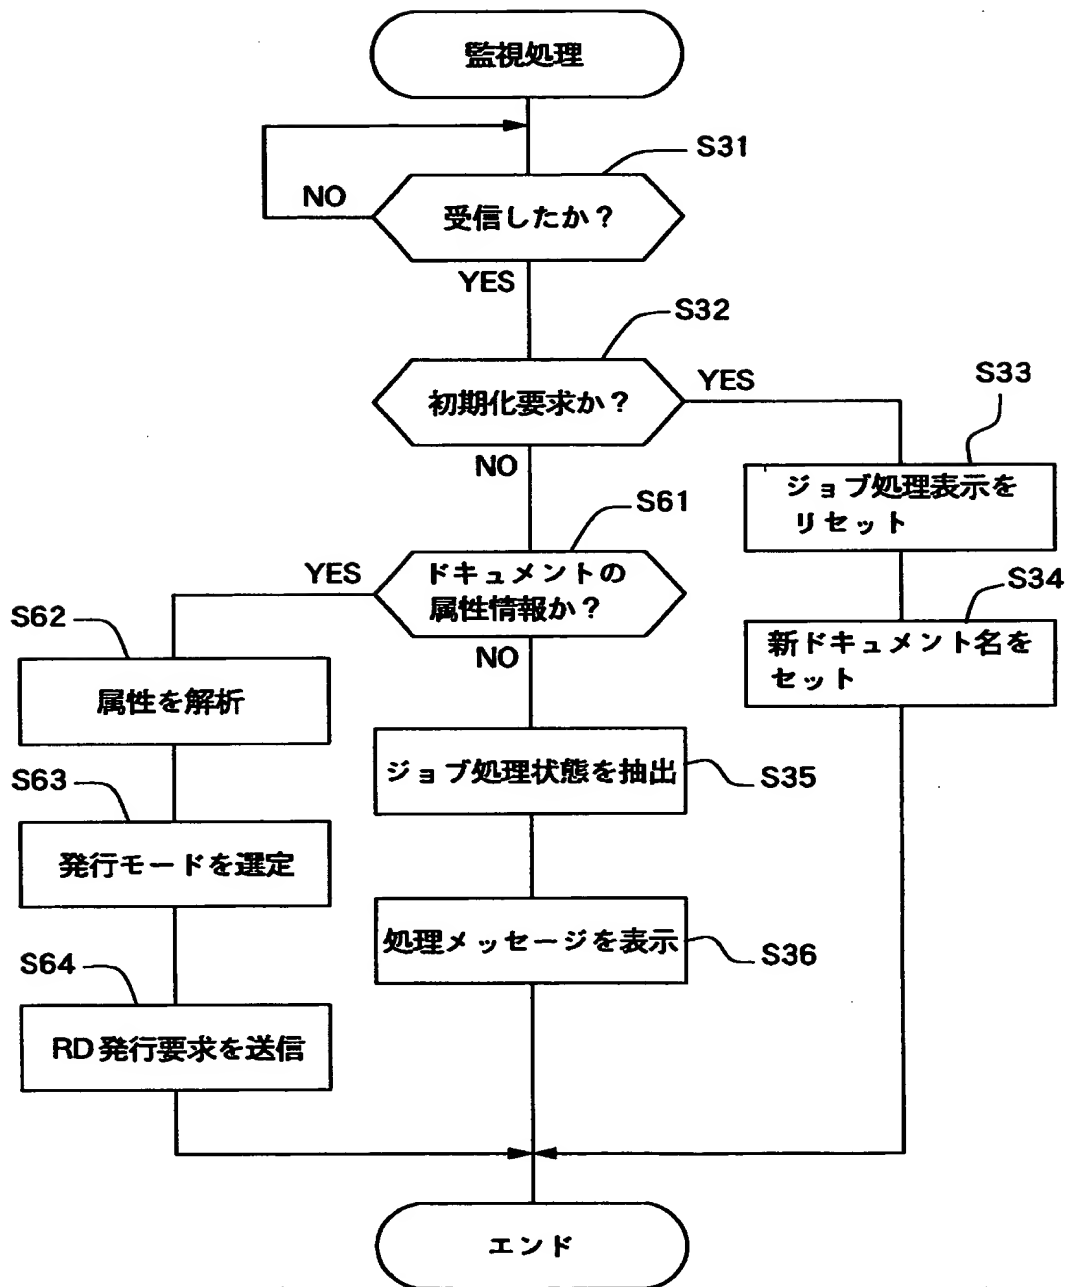 監視処理
S31
NO
受信したか?
YES
S32
初期化要求か?
YES
S33
NO
ジョブ処理表示を
リセット
S61
YES
ドキュメントの
属性情報か?
S34
S62
NO
新ドキュメント名を
セット
属性を解析
ジョブ処理状態を抽出
S35
S63
発行モードを選定
処理メッセージを表示
S36
S64
RD発行要求を送信
エンド